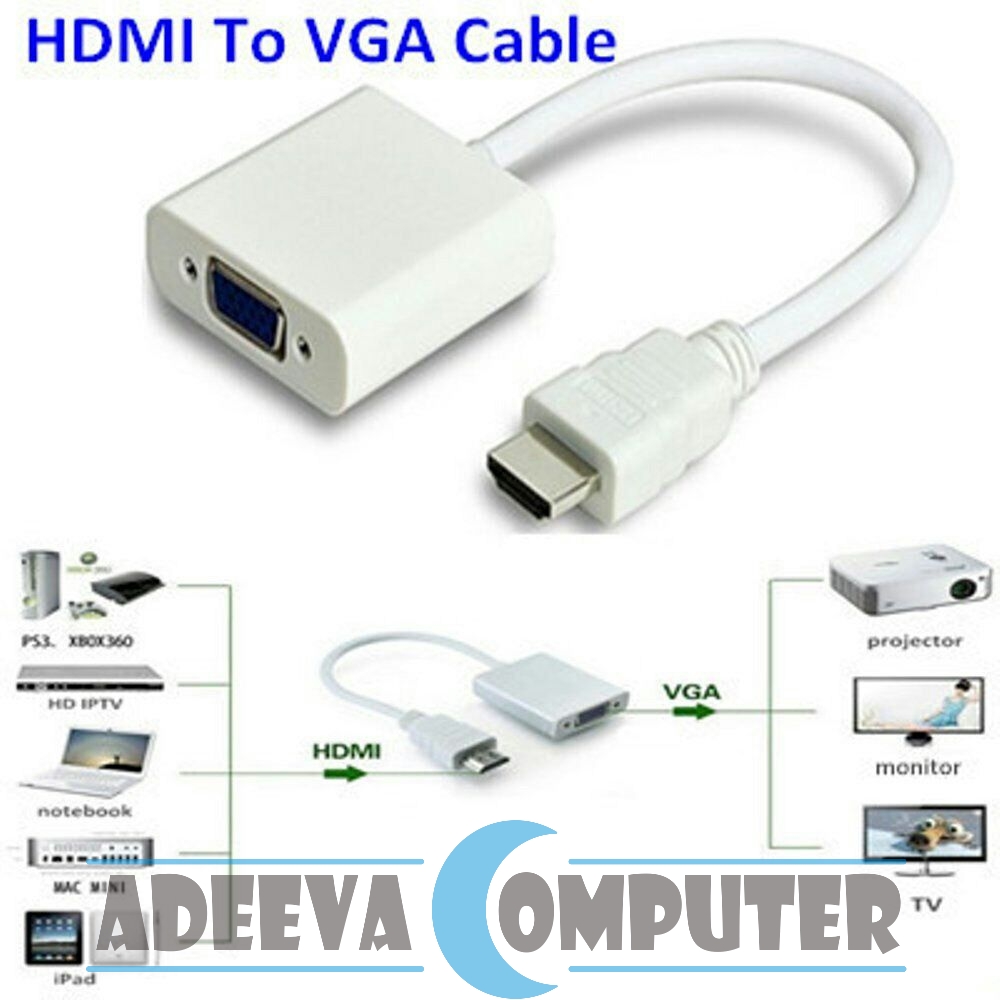 HDMI To VGA Cable
PS3、 XBOX360
HD IPTV
notebook
MAC MINI
iPad
HDMI
VGA
projector
monitor
TV
ADEEVA COMPUTER